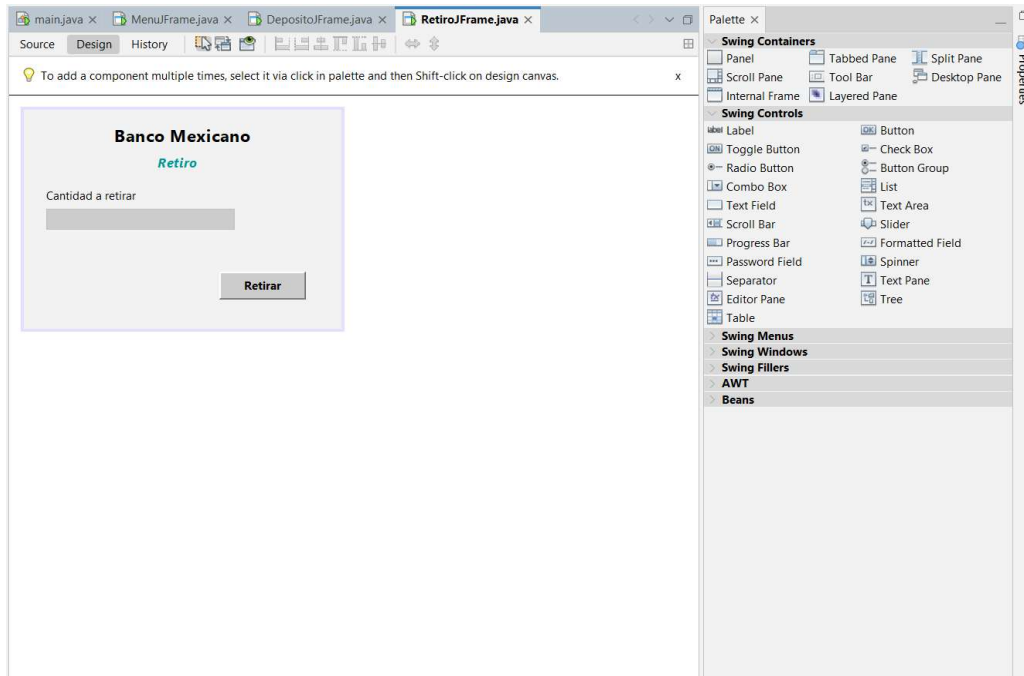 main.java × MenuJFrame.java × DepositoJFrame.java × RetiroJFrame.java ×
Source Design History
To add a component multiple times, select it via click in palette and then Shift-click on design canvas. x
Banco Mexicano
Retiro
Cantidad a retirar
Retirar
Palette ×
Swing Containers
Panel Tabbed Pane Split Pane
Scroll Pane Tool Bar Desktop Pane
Internal Frame Layered Pane
Swing Controls
label Label OK Button
ON Toggle Button Check Box
Radio Button Button Group
Combo Box List
Text Field Text Area
Scroll Bar Slider
Progress Bar Formatted Field
Password Field Spinner
Separator T Text Pane
Editor Pane Tree
Table
Swing Menus
Swing Windows
Swing Fillers
AWT
Beans
Properties